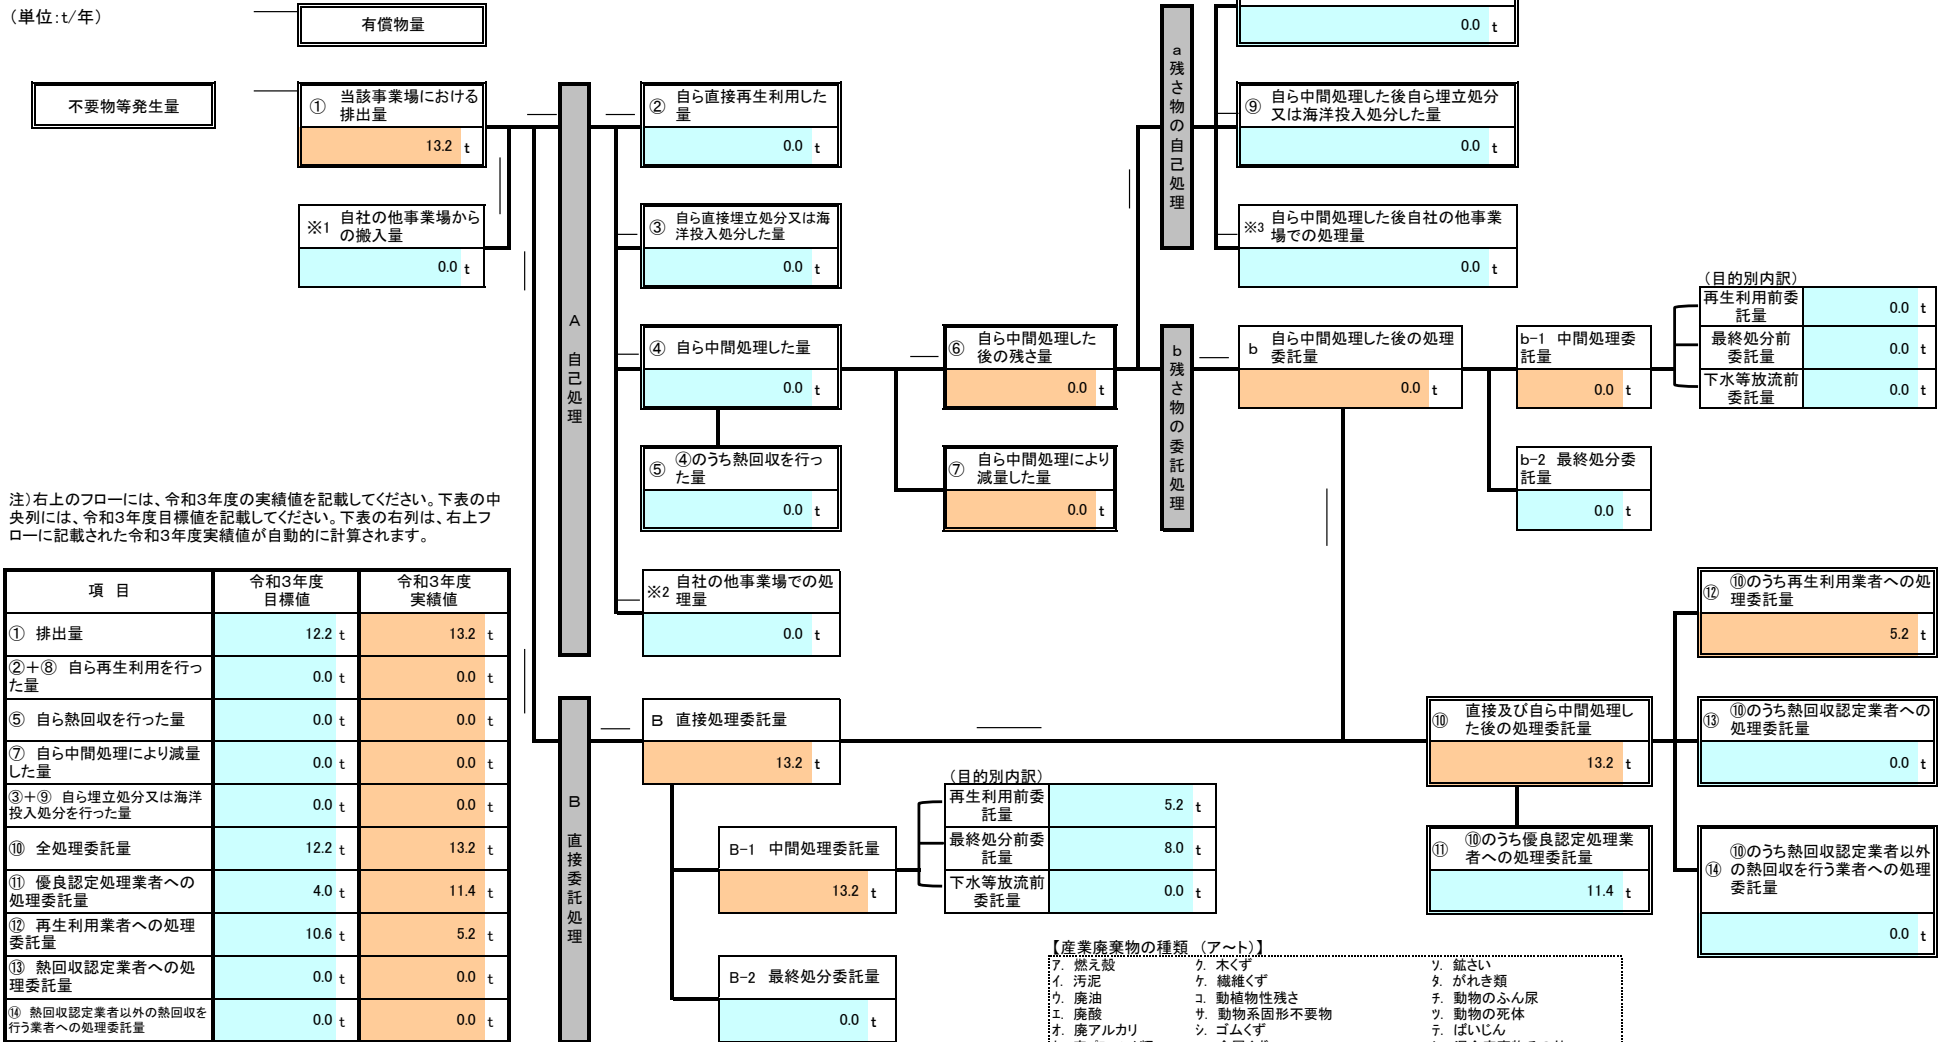 (単位:t/年)
有償物量
0.0 t
不要物等発生量
① 当該事業場における
排出量
13.2 t
※1 自社の他事業場から
の搬入量
0.0 t
A 自己処理
② 自ら直接再生利用した
量
0.0 t
③ 自ら直接埋立処分又は海
洋投入処分した量
0.0 t
④ 自ら中間処理した量
0.0 t
⑤ ④のうち熱回収を行っ
た量
0.0 t
※2 自社の他事業場での処
理量
0.0 t
⑥ 自ら中間処理した
後の残さ量
0.0 t
⑦ 自ら中間処理により
減量した量
0.0 t
a 残さ物の自己処理
⑨ 自ら中間処理した後自ら埋立処分
又は海洋投入処分した量
0.0 t
※3 自ら中間処理した後自社の他事業
場での処理量
0.0 t
b 残さ物の委託処理
b 自ら中間処理した後の処理
委託量
0.0 t
b-1 中間処理委
託量
0.0 t
b-2 最終処分委
託量
0.0 t
(目的別内訳)
再生利用前委
託量
0.0 t
最終処分前
委託量
0.0 t
下水等放流前
委託量
0.0 t
注)右上のフローには、令和3年度の実績値を記載してください。下表の中
央列には、令和3年度目標値を記載してください。下表の右列は、右上フ
ローに記載された令和3年度実績値が自動的に計算されます。
項 目 令和3年度 目標値 令和3年度 実績値
① 排出量 12.2 t 13.2 t
②+⑧ 自ら再生利用を行っ
た量 0.0 t 0.0 t
⑤ 自ら熱回収を行った量 0.0 t 0.0 t
⑦ 自ら中間処理により減量
した量 0.0 t 0.0 t
③+⑨ 自ら埋立処分又は海洋
投入処分を行った量 0.0 t 0.0 t
⑩ 全処理委託量 12.2 t 13.2 t
⑪ 優良認定処理業者への
処理委託量 4.0 t 11.4 t
⑫ 再生利用業者への処理
委託量 10.6 t 5.2 t
⑬ 熱回収認定業者への処
理委託量 0.0 t 0.0 t
⑭ 熱回収認定業者以外の熱回収を
行う業者への処理委託量 0.0 t 0.0 t
B 直接委託処理
B 直接処理委託量
13.2 t
B-1 中間処理委託量
13.2 t
B-2 最終処分委託量
0.0 t
(目的別内訳)
再生利用前委
託量
5.2 t
最終処分前委
託量
8.0 t
下水等放流前
委託量
0.0 t
⑩ 直接及び自ら中間処理し
た後の処理委託量
13.2 t
⑪ ⑩のうち優良認定処理業
者への処理委託量
11.4 t
⑫ ⑩のうち再生利用業者への処
理委託量
5.2 t
⑬ ⑩のうち熱回収認定業者への
処理委託量
0.0 t
⑭ ⑩のうち熱回収認定業者以外
の熱回収を行う業者への処理
委託量
0.0 t
【産業廃棄物の種類 (ア~ト)】
ア. 燃え殻 ク. 木くず ソ. 鉱さい
イ. 汚泥 ケ. 繊維くず タ. がれき類
ウ. 廃油 コ. 動植物性残さ チ. 動物のふん尿
エ. 廃酸 サ. 動物系固形不要物 ツ. 動物の死体
オ. 廃アルカリ シ. ゴムくず テ. ばいじん